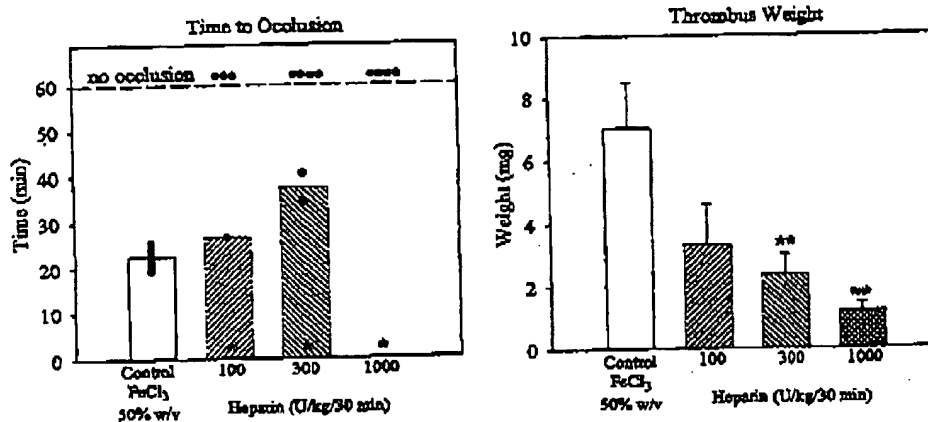 Time to Occlusion
no occlusion *** **** ****
60
50
40
30
20
10
0
Time (min)
* * *
Control
FeCl3
50% w/v
100
300
1000
Heparin (U/kg/30 min)
Thrombus Weight
10
8
6
4
2
0
Weight (mg)
**
**
Control
FeCl3
50% w/v
100
300
1000
Heparin (U/kg/30 min)